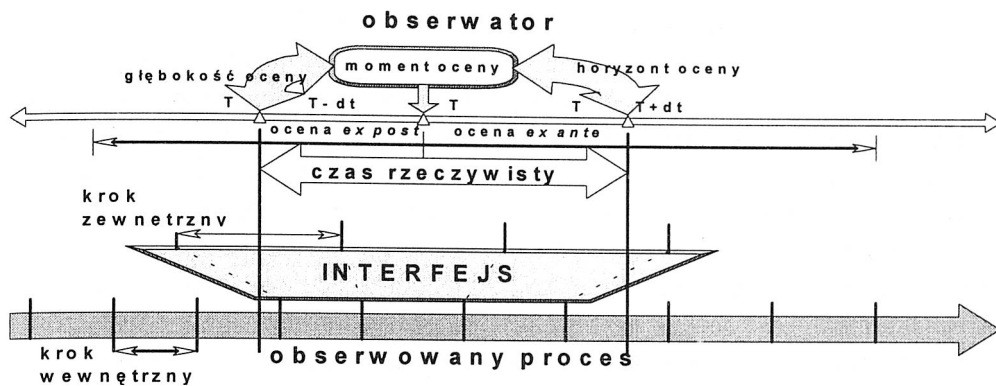 obserwator
moment oceny
głębokość oceny
horyzont oceny
T
T-dt
T
T
T+dt
ocena ex post
ocena ex ante
czas rzeczywisty
krok
zewnętrzny
INTERFEJS
obserwowany proces
krok
wewnętrzny